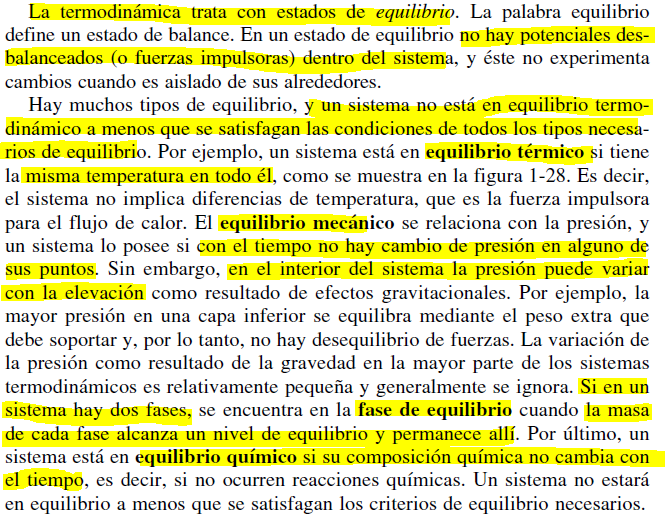 La termodinámica trata con estados de equilibrio. La palabra equilibrio
define un estado de balance. En un estado de equilibrio no hay potenciales des-
balanceados (o fuerzas impulsoras) dentro del sistema, y éste no experimenta
cambios cuando es aislado de sus alrededores.
Hay muchos tipos de equilibrio, y un sistema no está en equilibrio termo-
dinámico a menos que se satisfagan las condiciones de todos los tipos necesa-
rios de equilibrio. Por ejemplo, un sistema está en equilibrio térmico si tiene
la misma temperatura en todo él, como se muestra en la figura 1-28. Es decir,
el sistema no implica diferencias de temperatura, que es la fuerza impulsora
para el flujo de calor. El equilibrio mecánico se relaciona con la presión, y
un sistema lo posee si con el tiempo no hay cambio de presión en alguno de
sus puntos. Sin embargo, en el interior del sistema la presión puede variar
con la elevación como resultado de efectos gravitacionales. Por ejemplo, la
mayor presión en una capa inferior se equilibra mediante el peso extra que
debe soportar y, por lo tanto, no hay desequilibrio de fuerzas. La variación de
la presión como resultado de la gravedad en la mayor parte de los sistemas
termodinámicos es relativamente pequeña y generalmente se ignora. Si en un
sistema hay dos fases, se encuentra en la fase de equilibrio cuando la masa
de cada fase alcanza un nivel de equilibrio y permanece allí. Por último, un
sistema está en equilibrio químico si su composición química no cambia con
el tiempo, es decir, si no ocurren reacciones químicas. Un sistema no estará
en equilibrio a menos que se satisfagan los criterios de equilibrio necesarios.